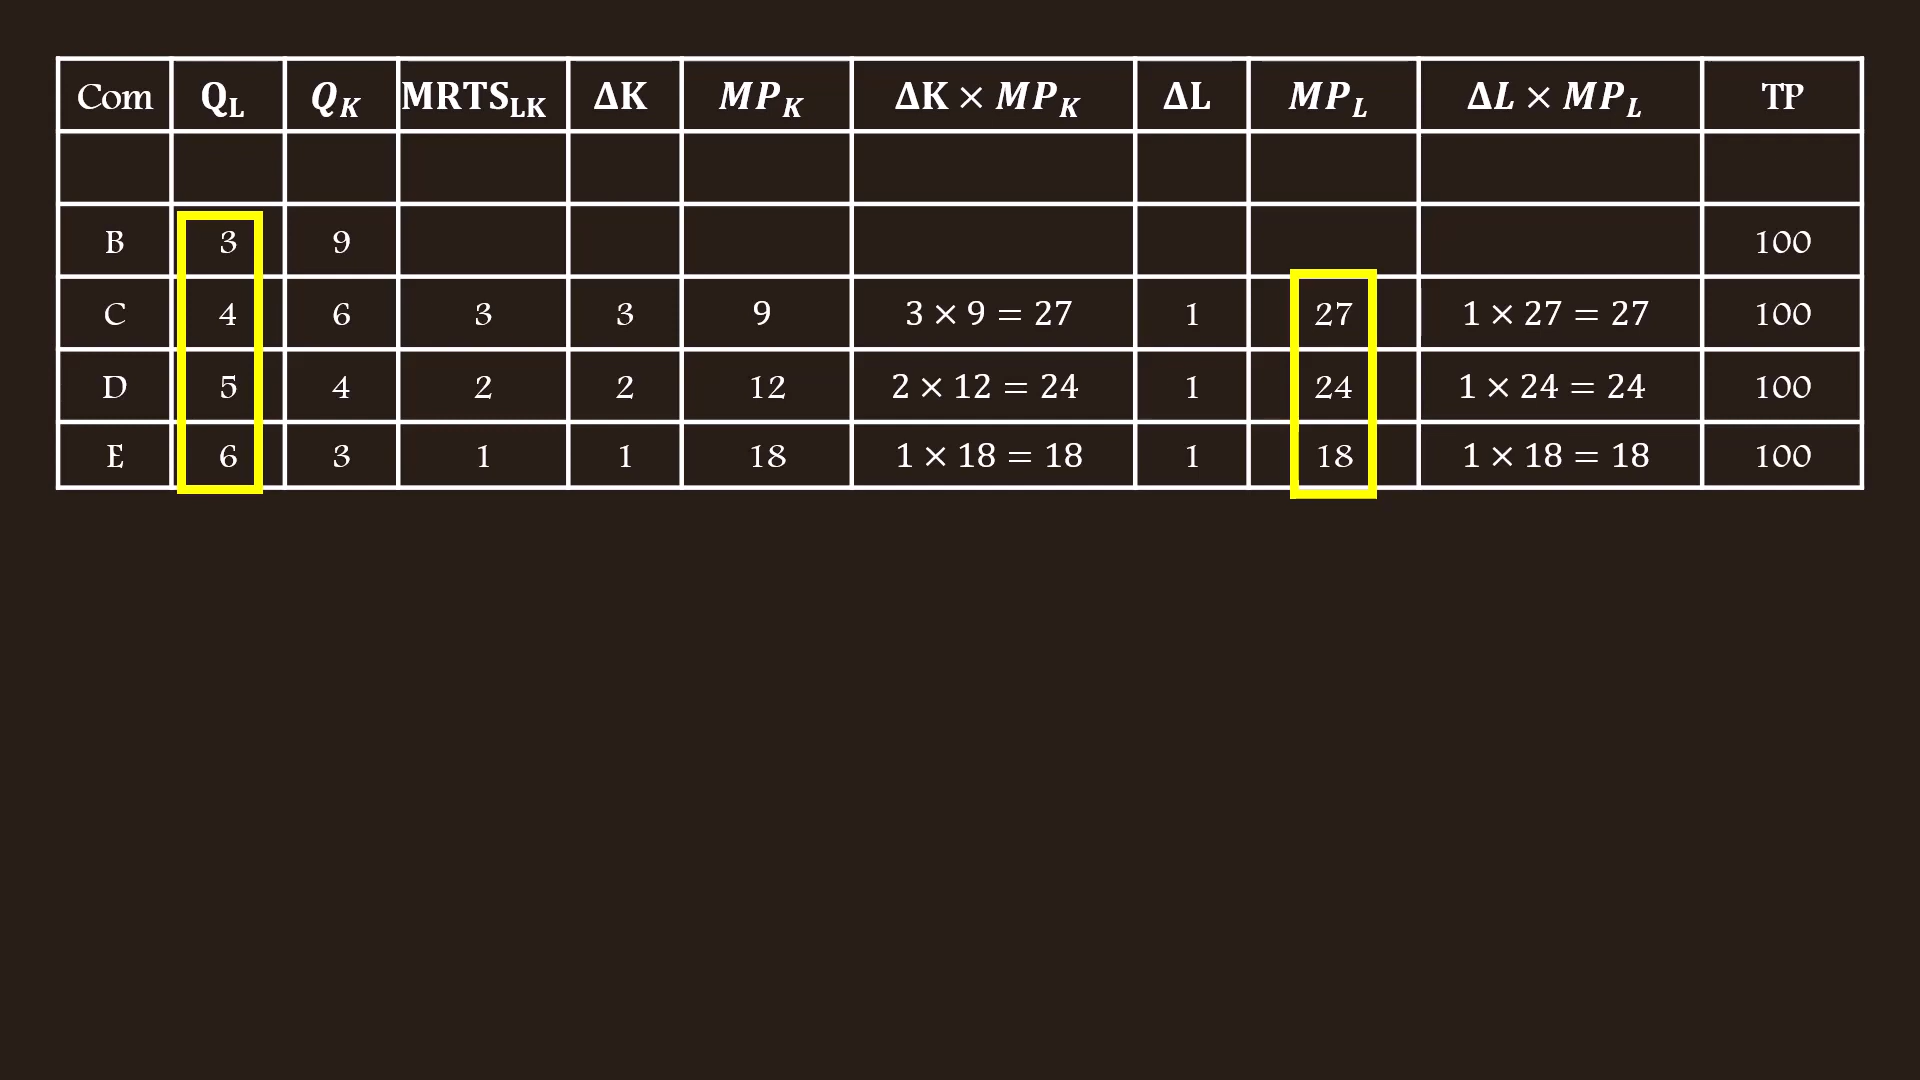 Com Q_L Q_K MRTS_LK ΔK MP_K ΔK × MP_K ΔL MP_L ΔL × MP_L TP
B 3 9 100
C 4 6 3 3 9 3 × 9 = 27 1 27 1 × 27 = 27 100
D 5 4 2 2 12 2 × 12 = 24 1 24 1 × 24 = 24 100
E 6 3 1 1 18 1 × 18 = 18 1 18 1 × 18 = 18 100